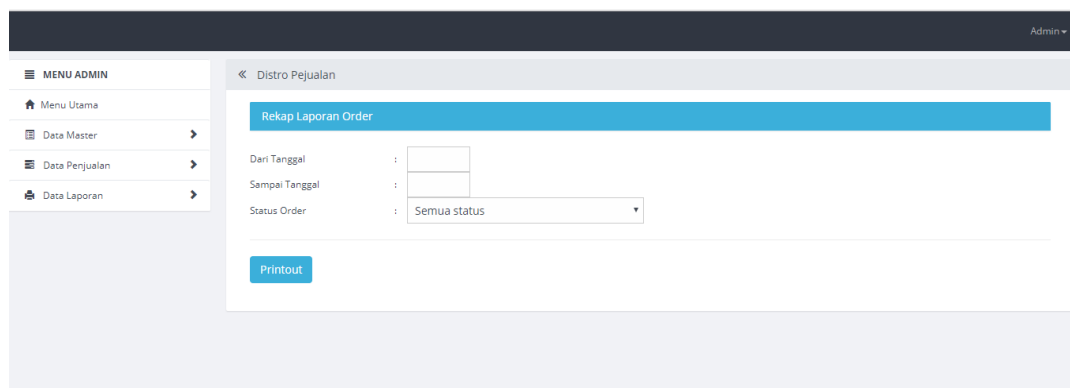 Admin
MENU ADMIN
Menu Utama
Data Master
Data Penjualan
Data Laporan
Distro Pejualan
Rekap Laporan Order
Dari Tanggal :
Sampai Tanggal :
Status Order : Semua status
Printout